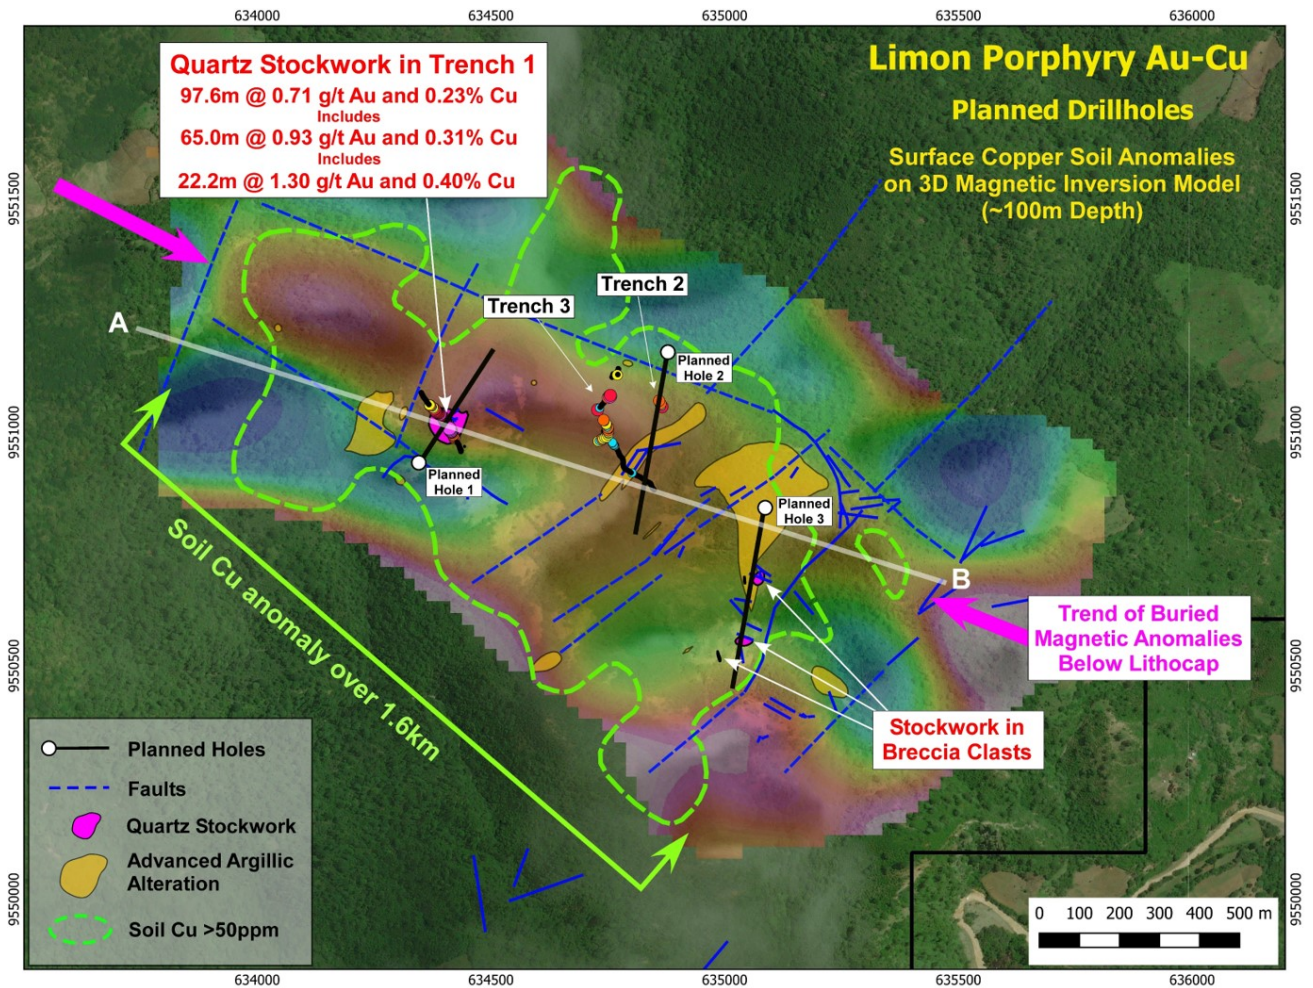 634000 634500 635000 635500 636000
Limon Porphyry Au-Cu
Planned Drillholes
Surface Copper Soil Anomalies
on 3D Magnetic Inversion Model
(~100m Depth)
Quartz Stockwork in Trench 1
97.6m @ 0.71 g/t Au and 0.23% Cu
Includes
65.0m @ 0.93 g/t Au and 0.31% Cu
Includes
22.2m @ 1.30 g/t Au and 0.40% Cu
9551500
9551500
Trench 2
Trench 3
A
Planned
Hole 2
9551000
9551000
Planned
Hole 1
Planned
Hole 3
B
Soil Cu anomaly over 1.6km
Trend of Buried
Magnetic Anomalies
Below Lithocap
9550500
9550500
Stockwork in
Breccia Clasts
Planned Holes
Faults
Quartz Stockwork
Advanced Argillic
Alteration
Soil Cu >50ppm
9550000
9550000
0 100 200 300 400 500 m
634000 634500 635000 635500 636000